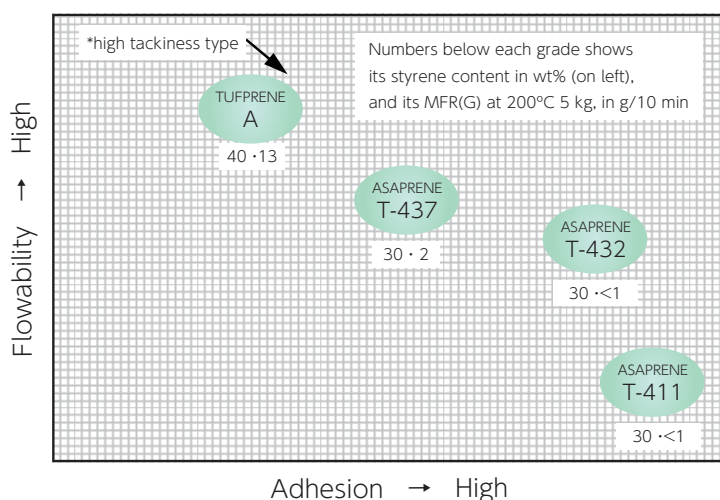 *high tackiness type
Numbers below each grade shows
its styrene content in wt% (on left),
and its MFR(G) at 200ºC 5 kg, in g/10 min
TUFPRENE
A
40・13
ASAPRENE
T-437
30・2
ASAPRENE
T-432
30・<1
ASAPRENE
T-411
30・<1
Flowability → High
Adhesion → High